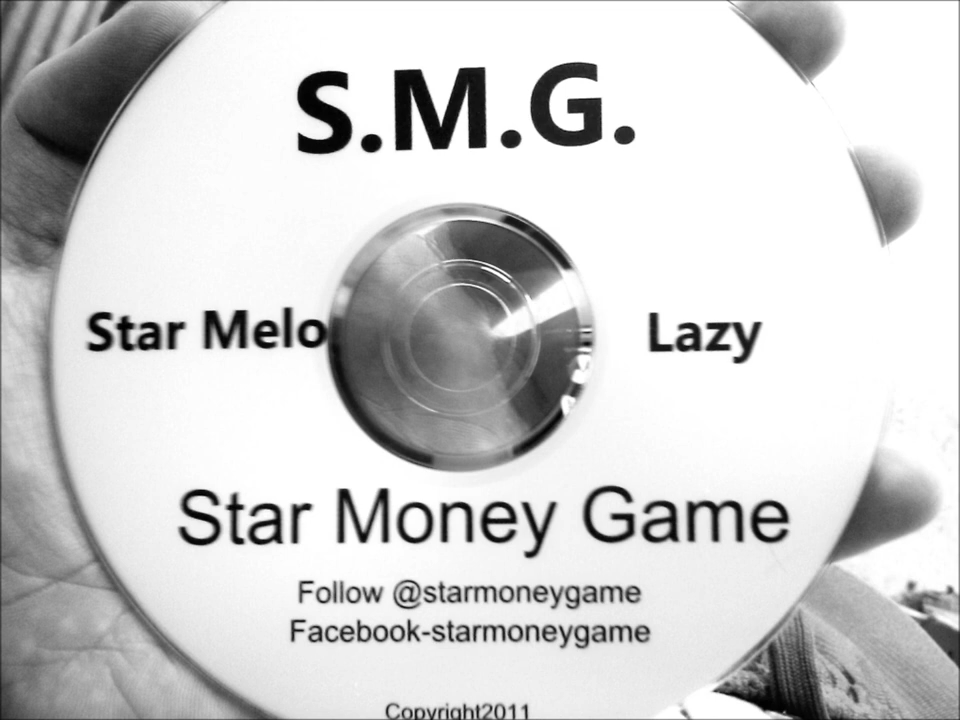 S.M.G.
Star Melo Lazy
Star Money Game
Follow @starmoneygame
Facebook-starmoneygame
Copyright2011